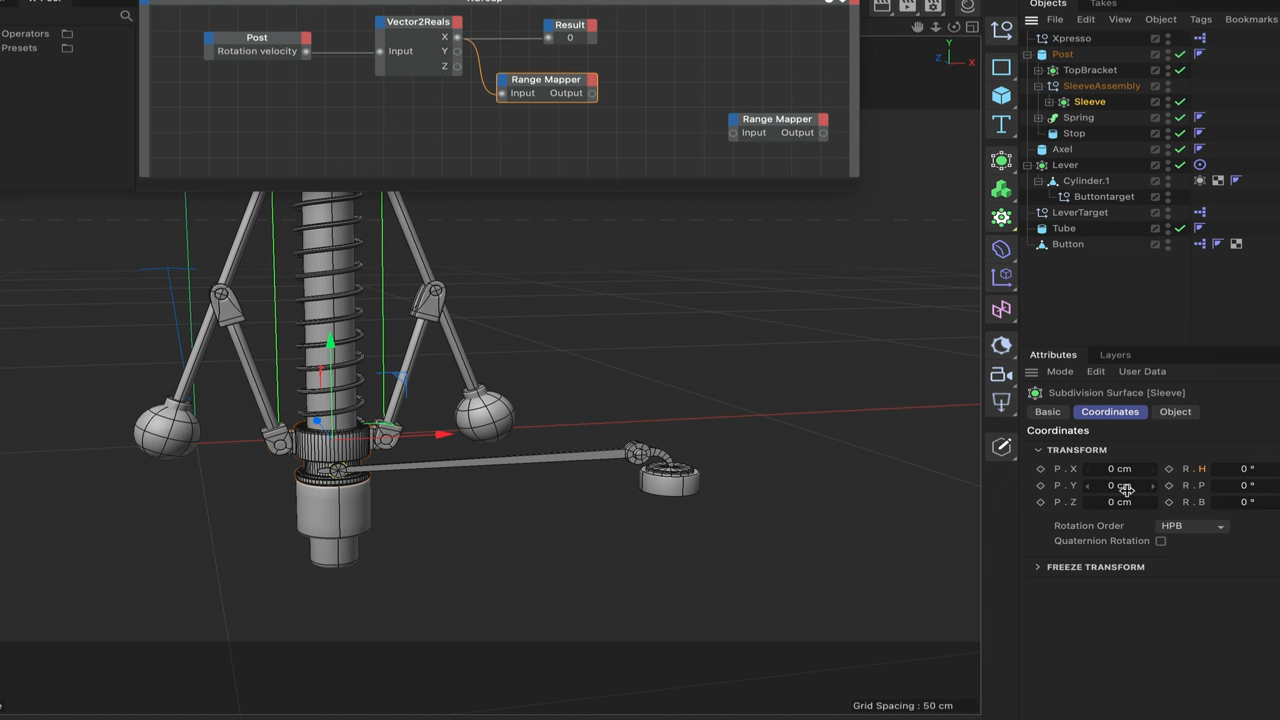 Operators
Presets
Post
Rotation velocity
Vector2Reals
X
Input
Y
Z
Result
0
Range Mapper
Input
Output
Range Mapper
Input
Output
Y
Z
X
Grid Spacing : 50 cm
Objects
Takes
File
Edit
View
Object
Tags
Bookmarks
Xpresso
Post
TopBracket
SleeveAssembly
Sleeve
Spring
Stop
Axel
Lever
Cylinder.1
Buttontarget
LeverTarget
Tube
Button
Attributes
Layers
Mode
Edit
User Data
Subdivision Surface [Sleeve]
Basic
Coordinates
Object
Coordinates
TRANSFORM
P . X
0 cm
R . H
0 °
P . Y
0 cm
R . P
0 °
P . Z
0 cm
R . B
0 °
Rotation Order
HPB
Quaternion Rotation
FREEZE TRANSFORM